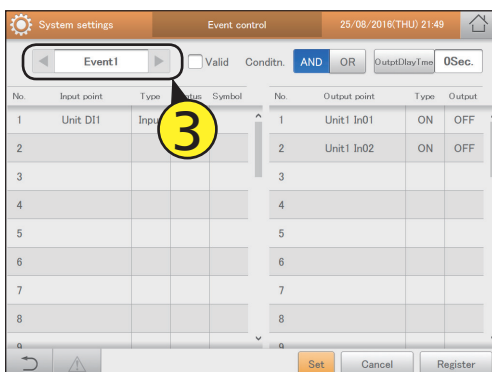 System settings Event control 25/08/2016(THU) 21:49
Event1 Valid Conditn. AND OR OutptDlayTme 0Sec.
No. Input point Type Status Symbol No. Output point Type Output
1 Unit DI1 Inpu 1 Unit1 In01 ON OFF
2 2 Unit1 In02 ON OFF
3 3
4 4
5 5
6 6
7 7
8 8
9 9
3
Set Cancel Register